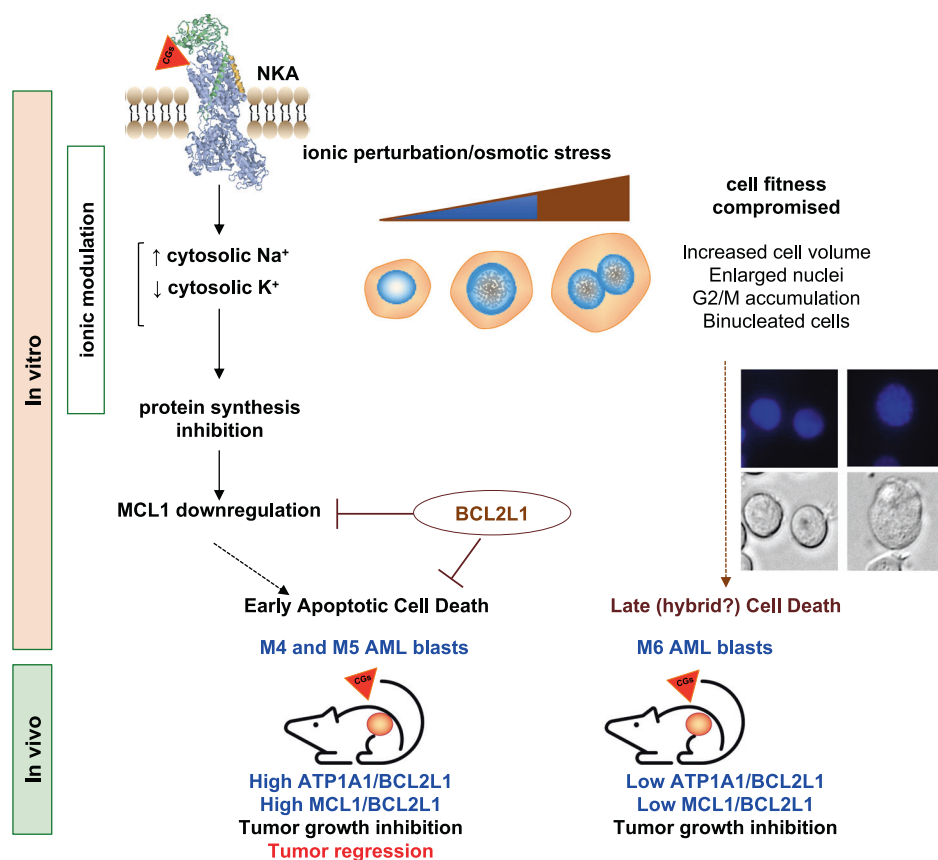 CGs
NKA
In vitro
ionic modulation
ionic perturbation/osmotic stress
↑ cytosolic Na⁺
↓ cytosolic K⁺
cell fitness
compromised
Increased cell volume
Enlarged nuclei
G2/M accumulation
Binucleated cells
protein synthesis
inhibition
MCL1 downregulation
BCL2L1
Early Apoptotic Cell Death
Late (hybrid?) Cell Death
M4 and M5 AML blasts
M6 AML blasts
In vivo
CGs
CGs
High ATP1A1/BCL2L1
High MCL1/BCL2L1
Tumor growth inhibition
Tumor regression
Low ATP1A1/BCL2L1
Low MCL1/BCL2L1
Tumor growth inhibition